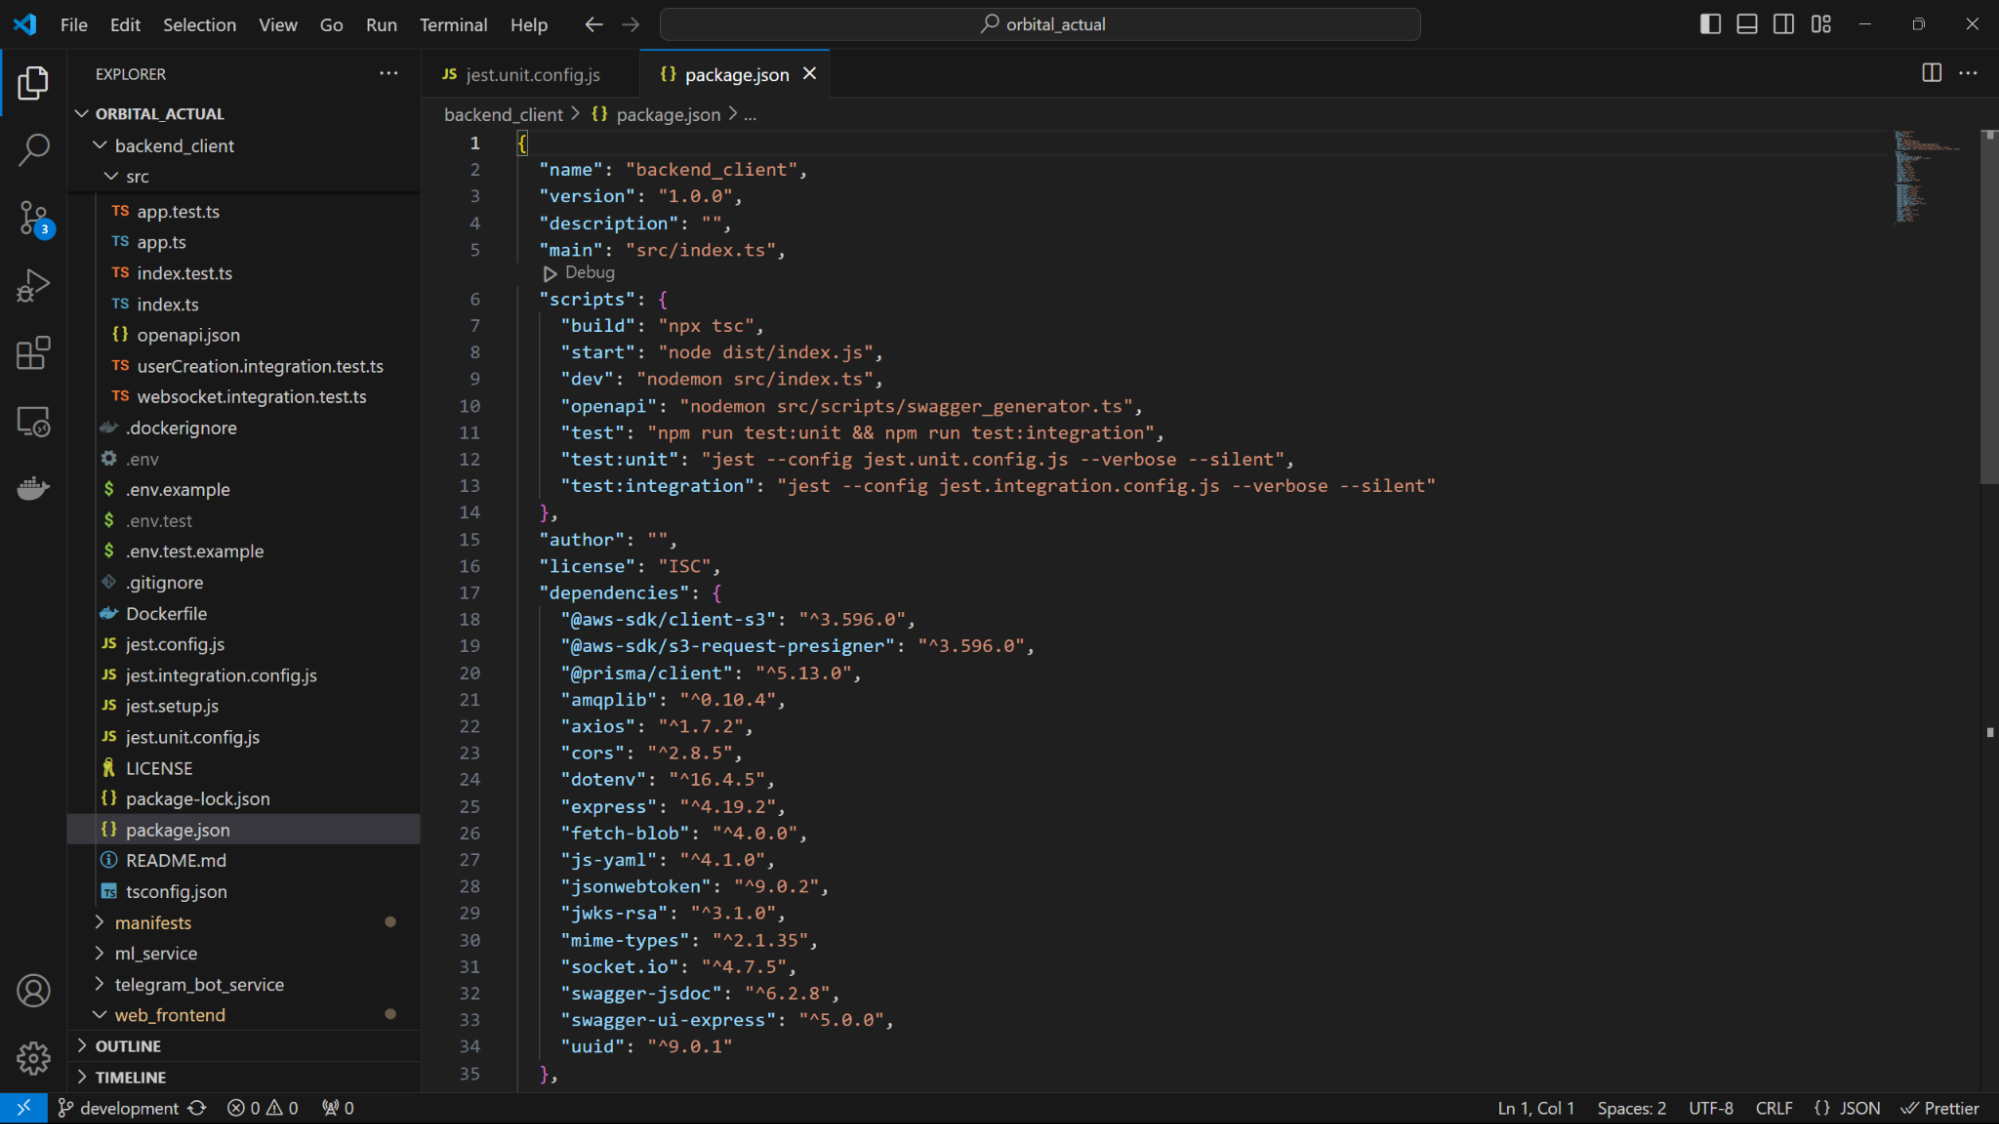 File Edit Selection View Go Run Terminal Help
orbital_actual
EXPLORER
ORBITAL_ACTUAL
backend_client
src
TS app.test.ts
TS app.ts
TS index.test.ts
TS index.ts
{} openapi.json
TS userCreation.integration.test.ts
TS websocket.integration.test.ts
.dockerignore
.env
$ .env.example
$ .env.test
$ .env.test.example
.gitignore
Dockerfile
JS jest.config.js
JS jest.integration.config.js
JS jest.setup.js
JS jest.unit.config.js
LICENSE
{} package-lock.json
{} package.json
README.md
TS tsconfig.json
manifests
ml_service
telegram_bot_service
web_frontend
OUTLINE
TIMELINE
3
JS jest.unit.config.js
{} package.json
backend_client > {} package.json > ...
1 {
2 "name": "backend_client",
3 "version": "1.0.0",
4 "description": "",
5 "main": "src/index.ts",
Debug
6 "scripts": {
7 "build": "npx tsc",
8 "start": "node dist/index.js",
9 "dev": "nodemon src/index.ts",
10 "openapi": "nodemon src/scripts/swagger_generator.ts",
11 "test": "npm run test:unit && npm run test:integration",
12 "test:unit": "jest --config jest.unit.config.js --verbose --silent",
13 "test:integration": "jest --config jest.integration.config.js --verbose --silent"
14 },
15 "author": "",
16 "license": "ISC",
17 "dependencies": {
18 "@aws-sdk/client-s3": "^3.596.0",
19 "@aws-sdk/s3-request-presigner": "^3.596.0",
20 "@prisma/client": "^5.13.0",
21 "amqplib": "^0.10.4",
22 "axios": "^1.7.2",
23 "cors": "^2.8.5",
24 "dotenv": "^16.4.5",
25 "express": "^4.19.2",
26 "fetch-blob": "^4.0.0",
27 "js-yaml": "^4.1.0",
28 "jsonwebtoken": "^9.0.2",
29 "jwks-rsa": "^3.1.0",
30 "mime-types": "^2.1.35",
31 "socket.io": "^4.7.5",
32 "swagger-jsdoc": "^6.2.8",
33 "swagger-ui-express": "^5.0.0",
34 "uuid": "^9.0.1"
35 },
development 0 0 0
Ln 1, Col 1 Spaces: 2 UTF-8 CRLF {} JSON Prettier